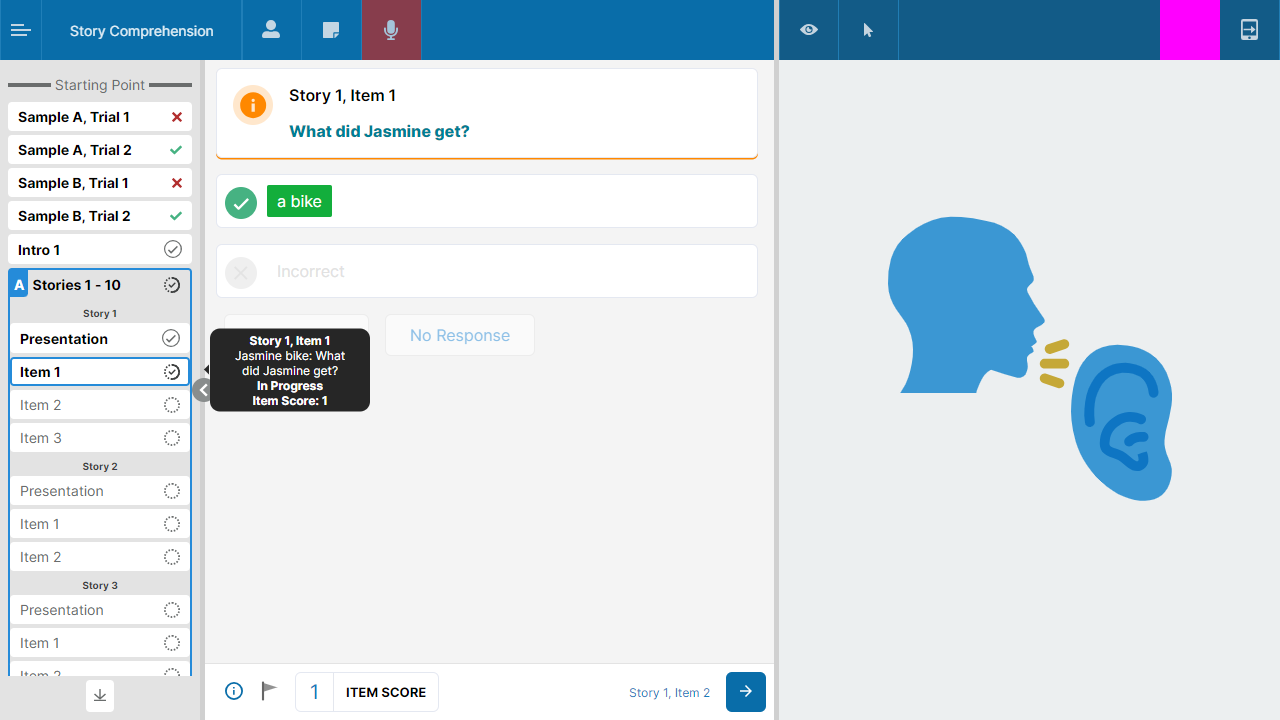 Story Comprehension
Starting Point
Sample A, Trial 1
Sample A, Trial 2
Sample B, Trial 1
Sample B, Trial 2
Intro 1
A Stories 1 - 10
Story 1
Presentation
Item 1
Item 2
Item 3
Story 2
Presentation
Item 1
Item 2
Story 3
Presentation
Item 1
Item 2
Story 1, Item 1
What did Jasmine get?
a bike
Incorrect
No Response
Story 1, Item 1
Jasmine bike: What
did Jasmine get?
In Progress
Item Score: 1
1 ITEM SCORE
Story 1, Item 2